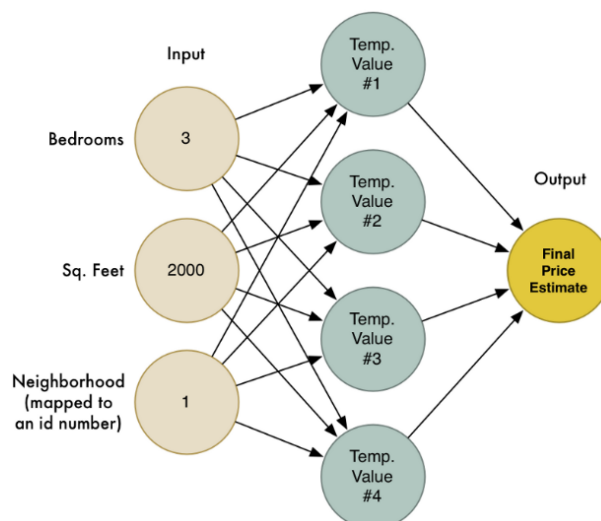 Input
Bedrooms
3
Sq. Feet
2000
Neighborhood
(mapped to
an id number)
1
Temp.
Value
#1
Temp.
Value
#2
Temp.
Value
#3
Temp.
Value
#4
Output
Final
Price
Estimate